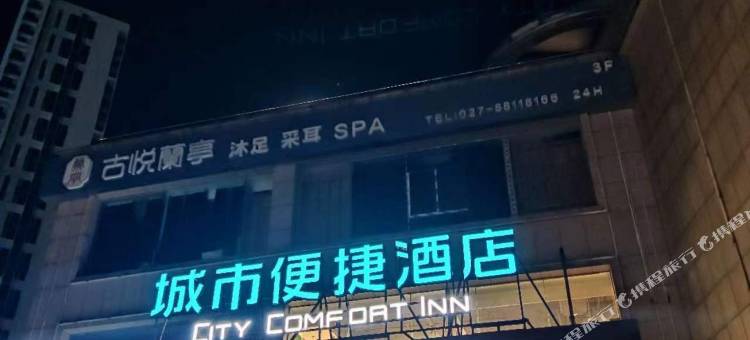 3F
古悦蘭亭 沐足 采耳 SPA TEL:027-88118165 24H
城市便捷酒店
CITY COMFORT INN
携程旅行 携程旅行